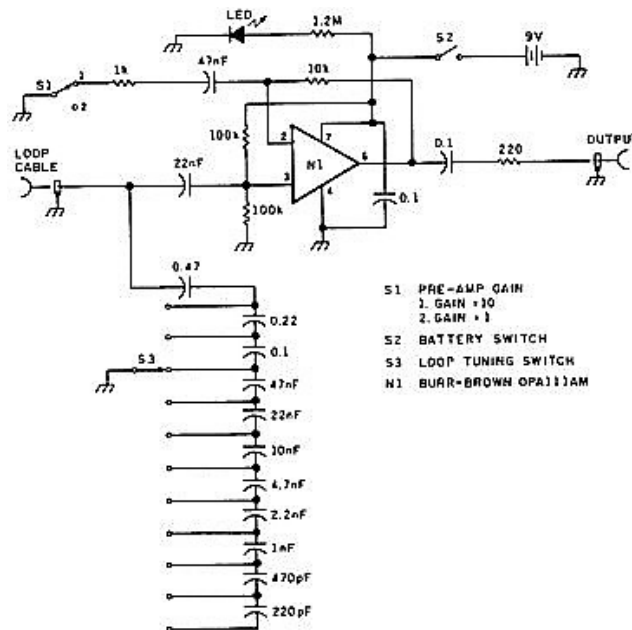 LED
1.2M
S2
9V
S1
1
1k
47nF
10k
2
100k
7
2
N1
6
0.1
220
OUTPUT
LOOP
CABLE
22nF
3
4
100k
0.1
0.47
0.22
0.1
S3
47nF
22nF
10nF
4.7nF
2.2nF
1nF
470pF
220pF
S1 PRE-AMP GAIN
1. GAIN =10
2. GAIN =1
S2 BATTERY SWITCH
S3 LOOP TUNING SWITCH
N1 BURR-BROWN OPA111AM